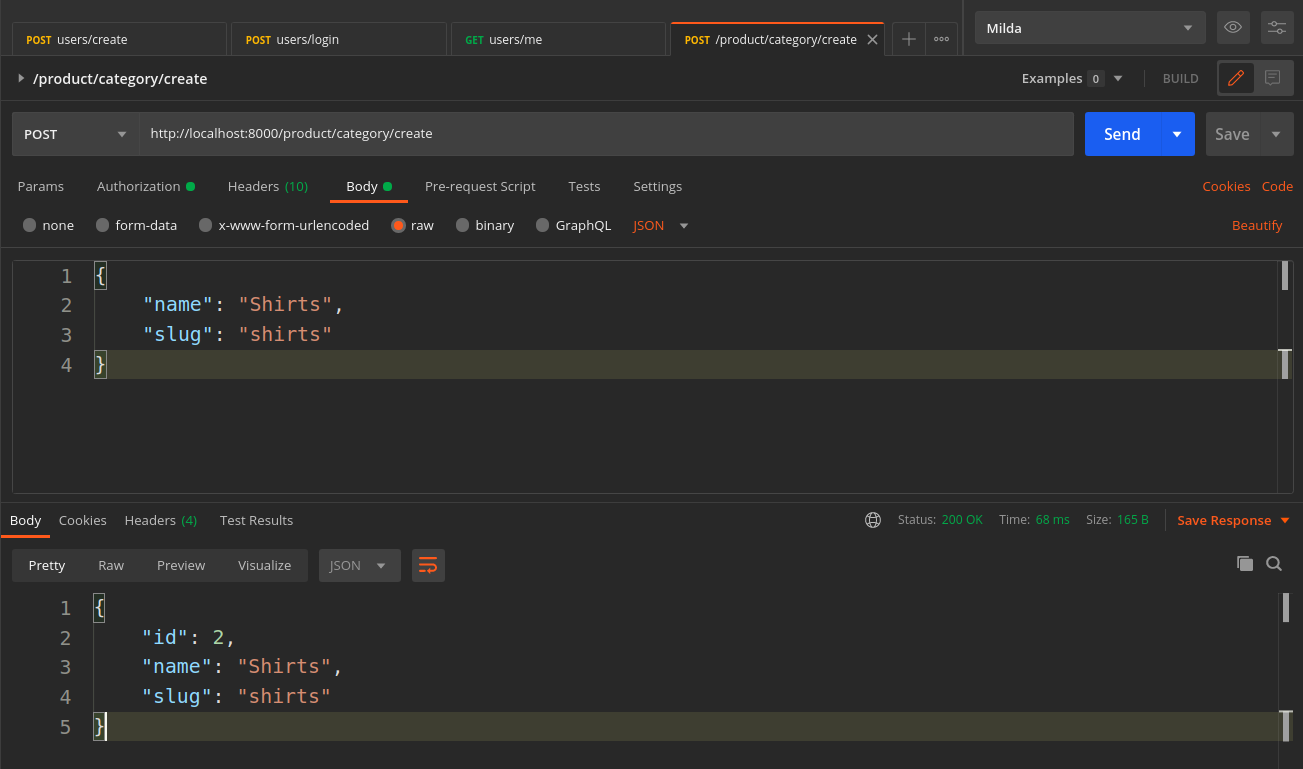 POST users/create POST users/login GET users/me POST /product/category/create Milda
/product/category/create Examples 0 BUILD
POST http://localhost:8000/product/category/create Send Save
Params Authorization Headers (10) Body Pre-request Script Tests Settings Cookies Code
none form-data x-www-form-urlencoded raw binary GraphQL JSON Beautify
1 {
2 "name": "Shirts",
3 "slug": "shirts"
4 }
Body Cookies Headers (4) Test Results Status: 200 OK Time: 68 ms Size: 165 B Save Response
Pretty Raw Preview Visualize JSON
1 {
2 "id": 2,
3 "name": "Shirts",
4 "slug": "shirts"
5 }